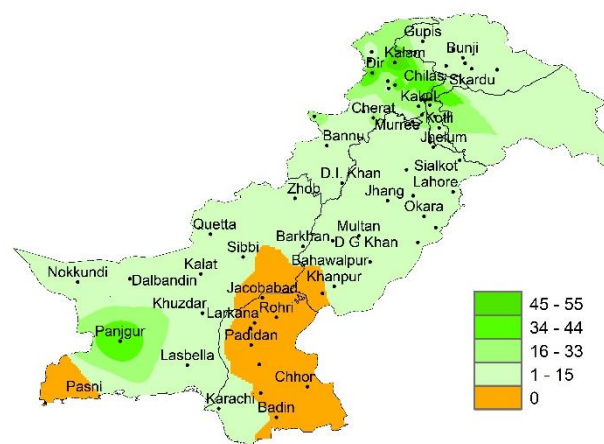 Gupis
Kalam
Bunji
Dir
Chilas
Skardu
Kakul
Cherat
Kotli
Murree
Bannu
Jhelum
Sialkot
D.I. Khan
Lahore
Zhob
Jhang
Okara
Quetta
Multan
Barkhan
D G Khan
Sibbi
Bahawalpur
Nokkundi
Kalat
Khanpur
Dalbandin
Jacobabad
Khuzdar
Larkana
Rohri
Panjgur
Padidan
Lasbella
Pasni
Chhor
Karachi
Badin
45 - 55
34 - 44
16 - 33
1 - 15
0